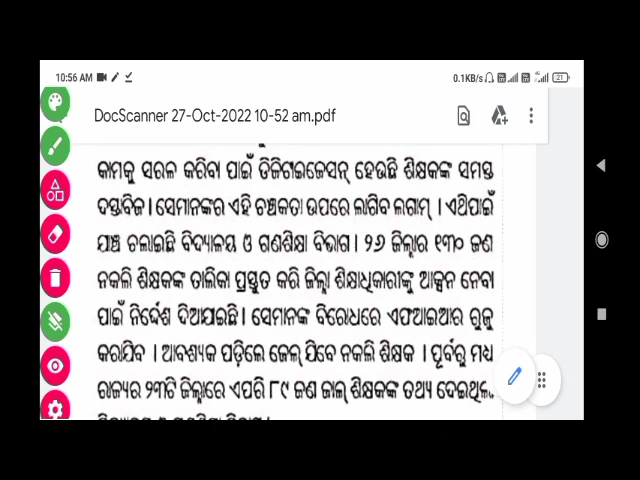 10:56 AM
0.1KB/s
21
DocScanner 27-Oct-2022 10-52 am.pdf
କାମକୁ ସରଳ କରିବା ପାଇଁ ଡିଜିଟାଇଜେସନ୍ ହେଉଛି ଶିକ୍ଷକଙ୍କ ସମସ୍ତ
ଦସ୍ତାବିଜ । ସେମାନଙ୍କର ଏହି ଚଞ୍ଚକତା ଉପରେ ଲାଗିବ ଲଗାମ୍ । ଏଥିପାଇଁ
ଯାଞ୍ଚ ଚଲାଇଛି ବିଦ୍ୟାଳୟ ଓ ଗଣଶିକ୍ଷା ବିଭାଗ । ୨୬ ଜିଲ୍ଲାର ୧୩୦ ଜଣ
ନକଲି ଶିକ୍ଷକଙ୍କ ତାଲିକା ପ୍ରସ୍ତୁତ କରି ଜିଲ୍ଲା ଶିକ୍ଷାଧିକାରୀଙ୍କୁ ଆକ୍ସନ ନେବା
ପାଇଁ ନିର୍ଦ୍ଦେଶ ଦିଆଯାଇଛି । ସେମାନଙ୍କ ବିରୋଧରେ ଏଫଆଇଆର ରୁଜୁ
କରାଯିବ । ଆବଶ୍ୟକ ପଡ଼ିଲେ ଜେଲ୍ ଯିବେ ନକଲି ଶିକ୍ଷକ । ପୂର୍ବରୁ ମଧ୍ୟ
ରାଜ୍ୟର ୨୩ଟି ଜିଲ୍ଲାରେ ଏପରି ୮୯ ଜଣ ଜାଲ୍ ଶିକ୍ଷକଙ୍କ ତଥ୍ୟ ଦେଇଥିଲା